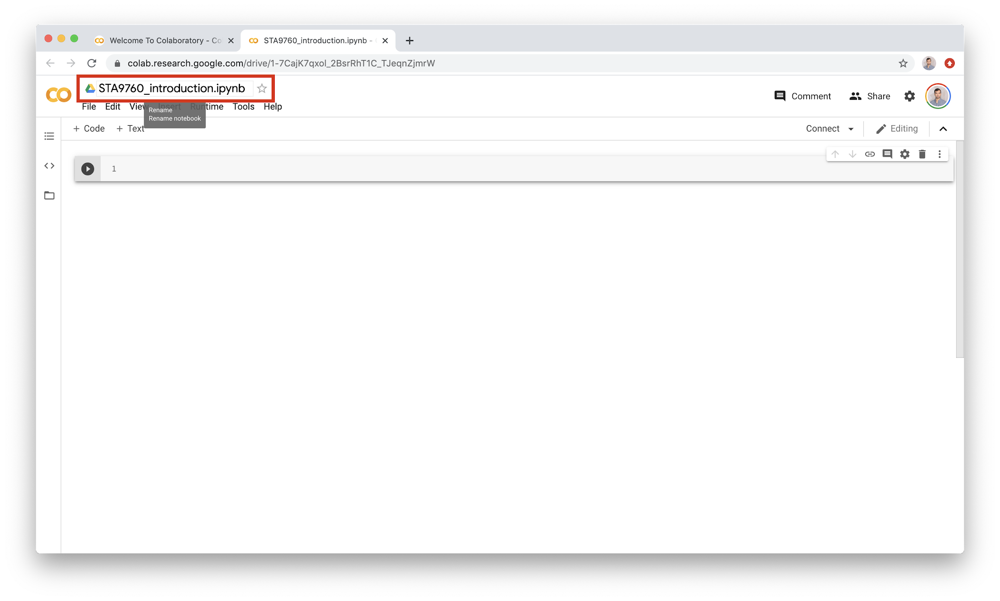 Welcome To Colaboratory - Co
STA9760_introduction.ipynb -
colab.research.google.com/drive/1-7CajK7qxol_2BsrRhT1C_TJeqnZjmrW
STA9760_introduction.ipynb
Comment Share
File Edit View Insert Runtime Tools Help
Rename
Rename notebook
+ Code + Text
Connect Editing
1